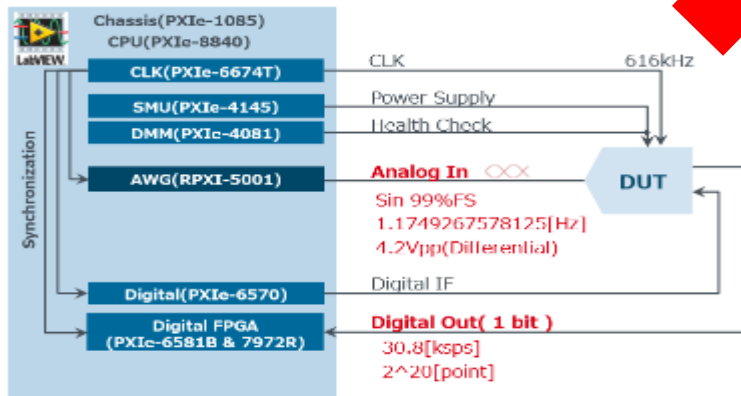 Chassis(PXIe-1085)
CPU(PXIe-8840)
LabVIEW
CLK(PXIe-6674T)
CLK
616kHz
SMU(PXIe-4145)
Power Supply
DMM(PXIe-4081)
Health Check
Synchronization
AWG(RPXI-5001)
Analog In
DUT
Sin 99%FS
1.1749267578125[Hz]
4.2Vpp(Differential)
Digital IF
Digital(PXIe-6570)
Digital FPGA
(PXIe-6581B & 7972R)
Digital Out( 1 bit )
30.8[ksps]
2^20[point]